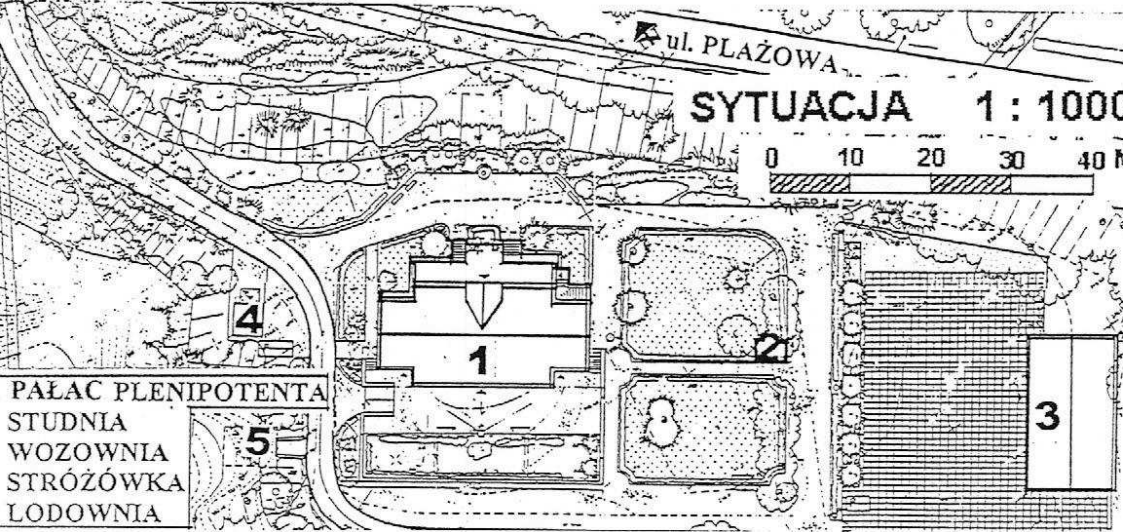 ul. PLAŻOWA
SYTUACJA 1 : 1000
0 10 20 30 40 M
4
1
2
3
5
PAŁAC PLENIPOTENTA
STUDNIA
WOZOWNIA
STRÓŻÓWKA
LODOWNIA